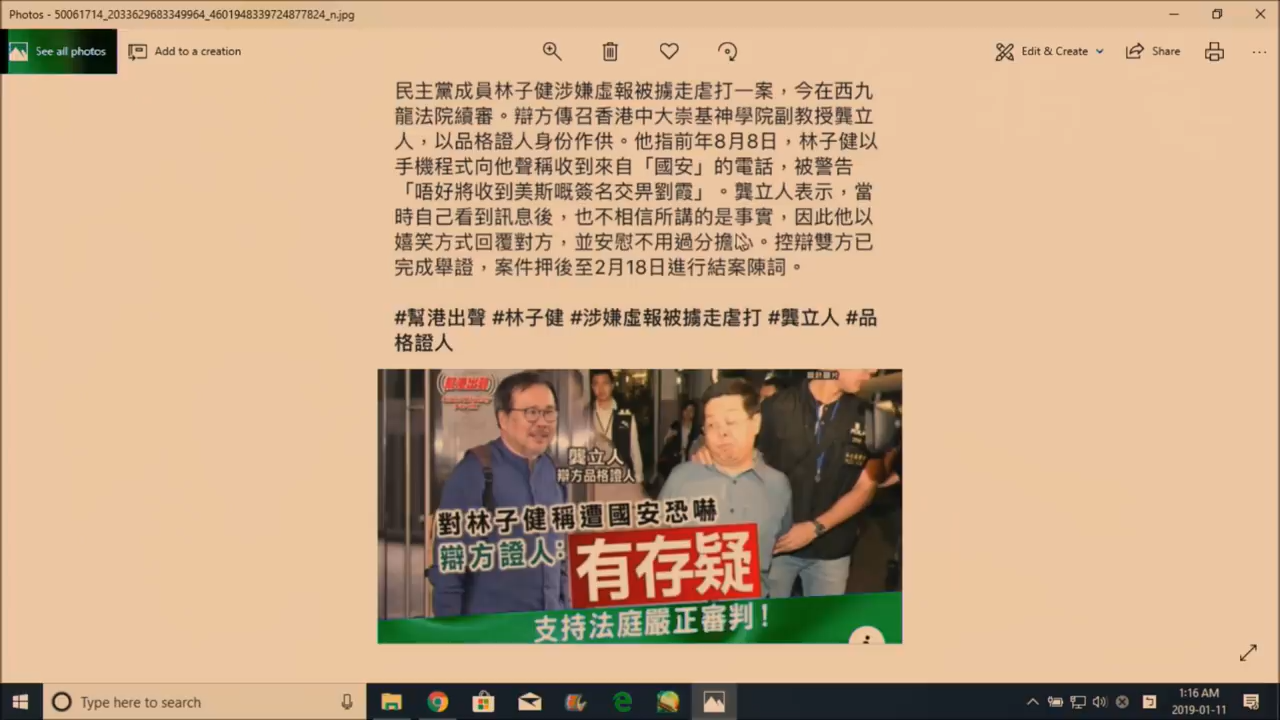 Photos - 50061714_2033629683349964_4601948339724877824_n.jpg
See all photos
Add to a creation
Edit & Create
Share
民主黨成員林子健涉嫌虛報被擄走虐打一案，今在西九
龍法院續審。辯方傳召香港中大崇基神學院副教授龔立
人，以品格證人身份作供。他指前年8月8日，林子健以
手機程式向他聲稱收到來自「國安」的電話，被警告
「唔好將收到美斯嘅簽名交畀劉霞」。龔立人表示，當
時自己看到訊息後，也不相信所講的是事實，因此他以
嬉笑方式回覆對方，並安慰不用過分擔心。控辯雙方已
完成舉證，案件押後至2月18日進行結案陳詞。
#幫港出聲 #林子健 #涉嫌虛報被擄走虐打 #龔立人 #品
格證人
幫港出聲
設計圖片
龔立人
辯方品格證人
對林子健稱遭國安恐嚇
辯方證人：
有存疑
支持法庭嚴正審判！
Type here to search
1:16 AM
2019-01-11